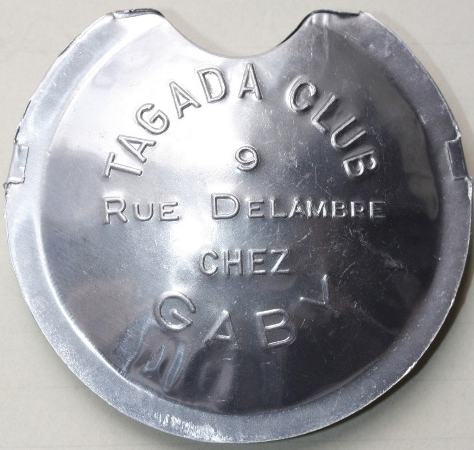 TAGADA CLUB
9
RUE DELAMBRE
CHEZ
GABY